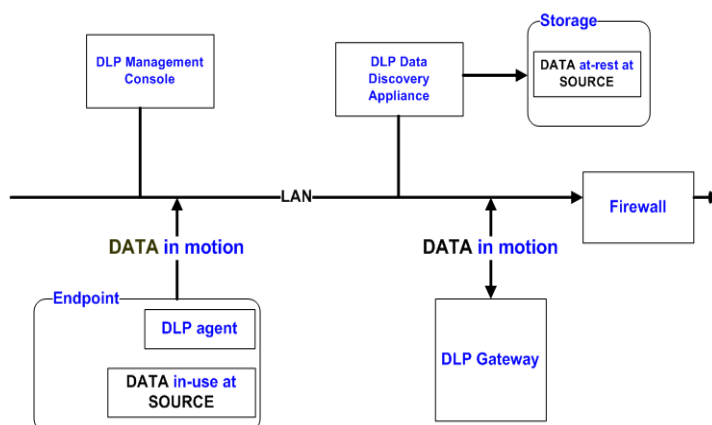 Storage
DLP Management
Console
DLP Data
Discovery
Appliance
DATA at-rest at
SOURCE
LAN
Firewall
DATA in motion
DATA in motion
Endpoint
DLP agent
DATA in-use at
SOURCE
DLP Gateway